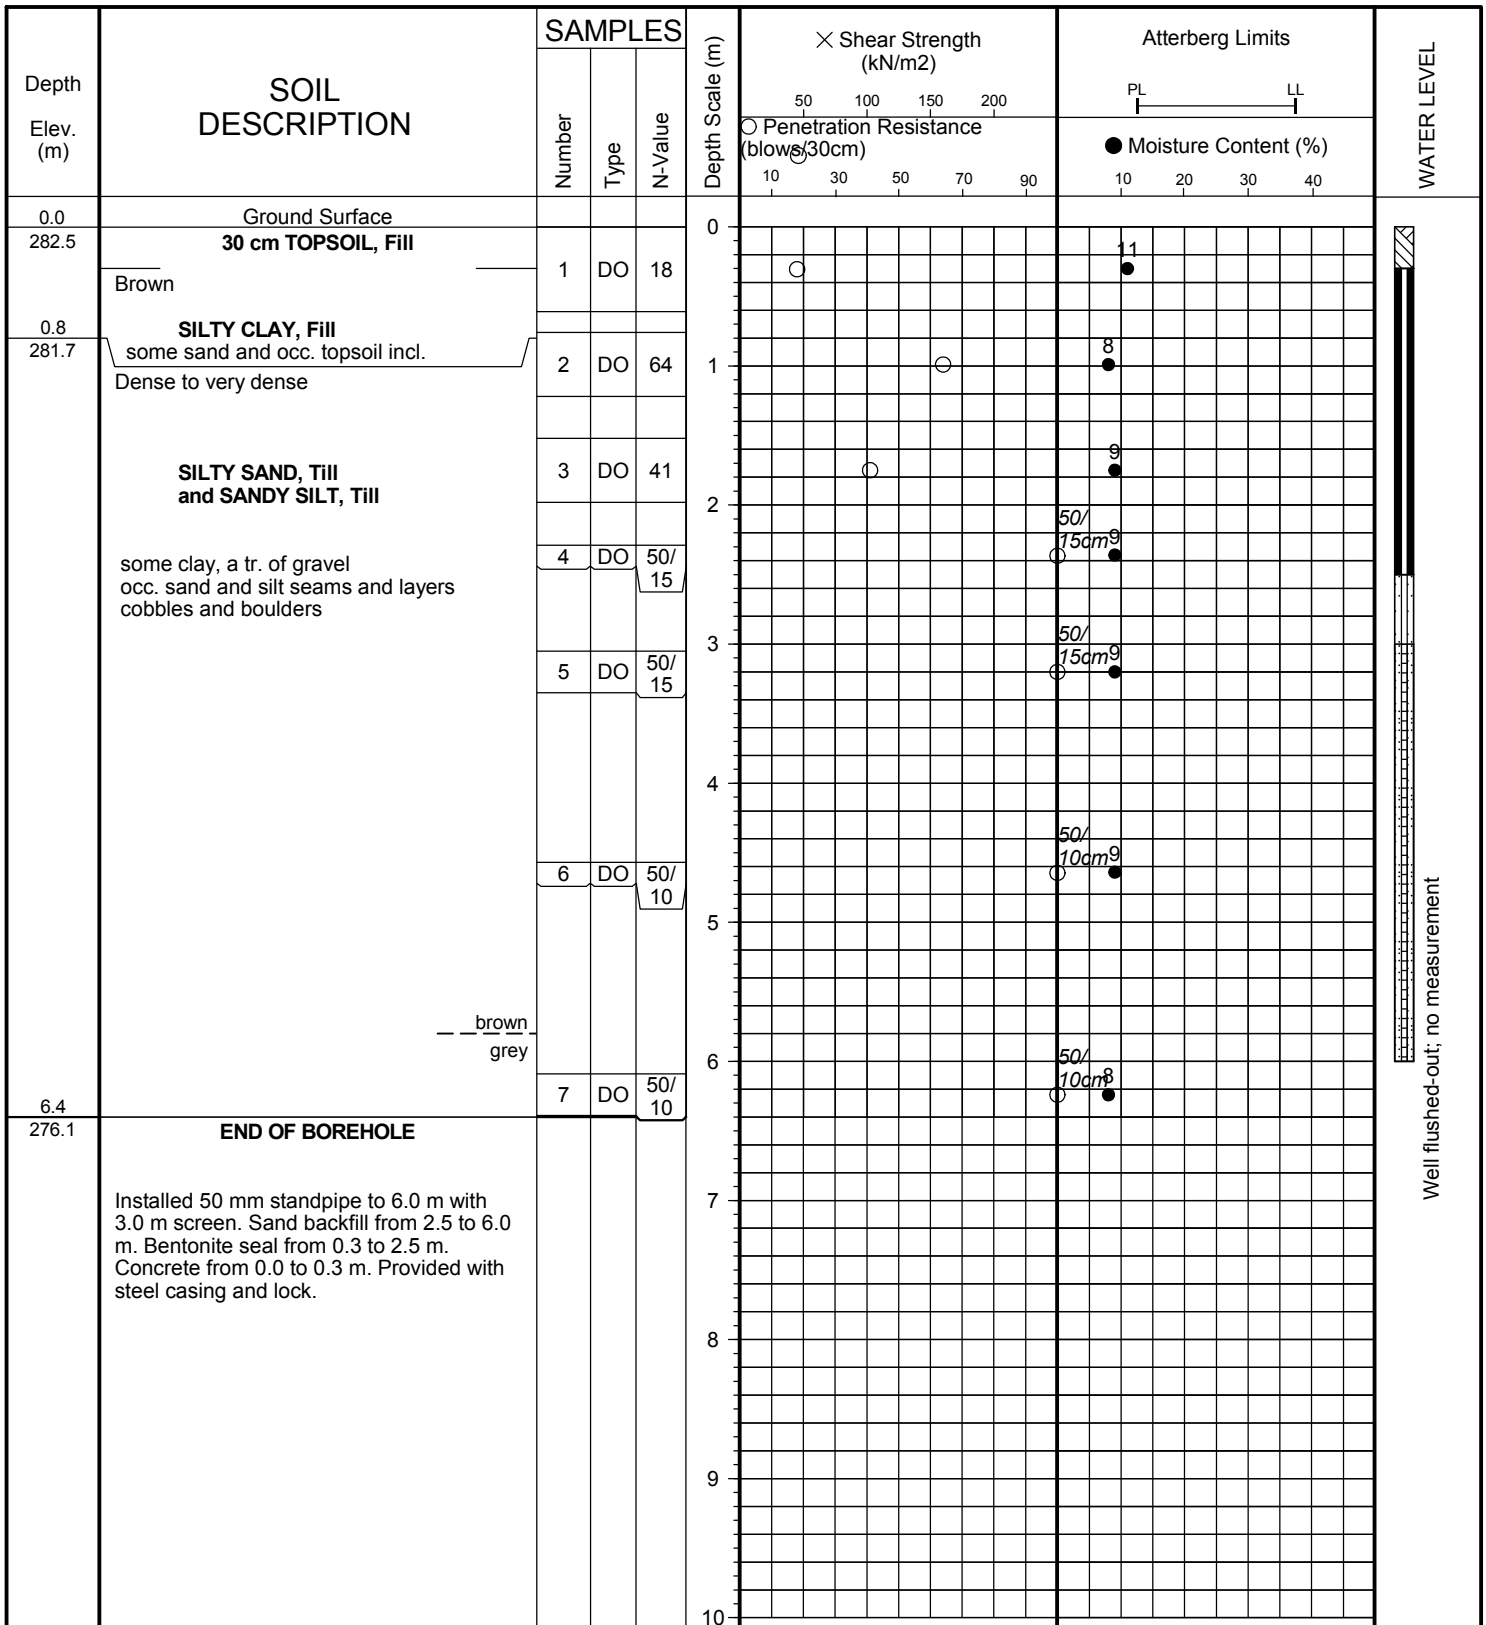 Depth
Elev.
(m)
SOIL
DESCRIPTION
SAMPLES
Number
Type
N-Value
Depth Scale (m)
× Shear Strength
(kN/m2)
50 100 150 200
Penetration Resistance
(blows/30cm)
10 30 50 70 90
Atterberg Limits
PL LL
Moisture Content (%)
10 20 30 40
WATER LEVEL
0.0 Ground Surface
282.5 30 cm TOPSOIL, Fill
Brown
1 DO 18
0
11
0.8 SILTY CLAY, Fill
281.7 some sand and occ. topsoil incl.
Dense to very dense
2 DO 64
1
8
SILTY SAND, Till
and SANDY SILT, Till
3 DO 41
9
2
some clay, a tr. of gravel
occ. sand and silt seams and layers
cobbles and boulders
4 DO 50/
15
50/
15cm 9
3
5 DO 50/
15
50/
15cm 9
4
6 DO 50/
10
50/
10cm 9
5
brown
grey
6
7 DO 50/
10
50/
10cm 8
6.4
276.1 END OF BOREHOLE
Installed 50 mm standpipe to 6.0 m with
3.0 m screen. Sand backfill from 2.5 to 6.0
m. Bentonite seal from 0.3 to 2.5 m.
Concrete from 0.0 to 0.3 m. Provided with
steel casing and lock.
7
8
9
10
Well flushed-out; no measurement